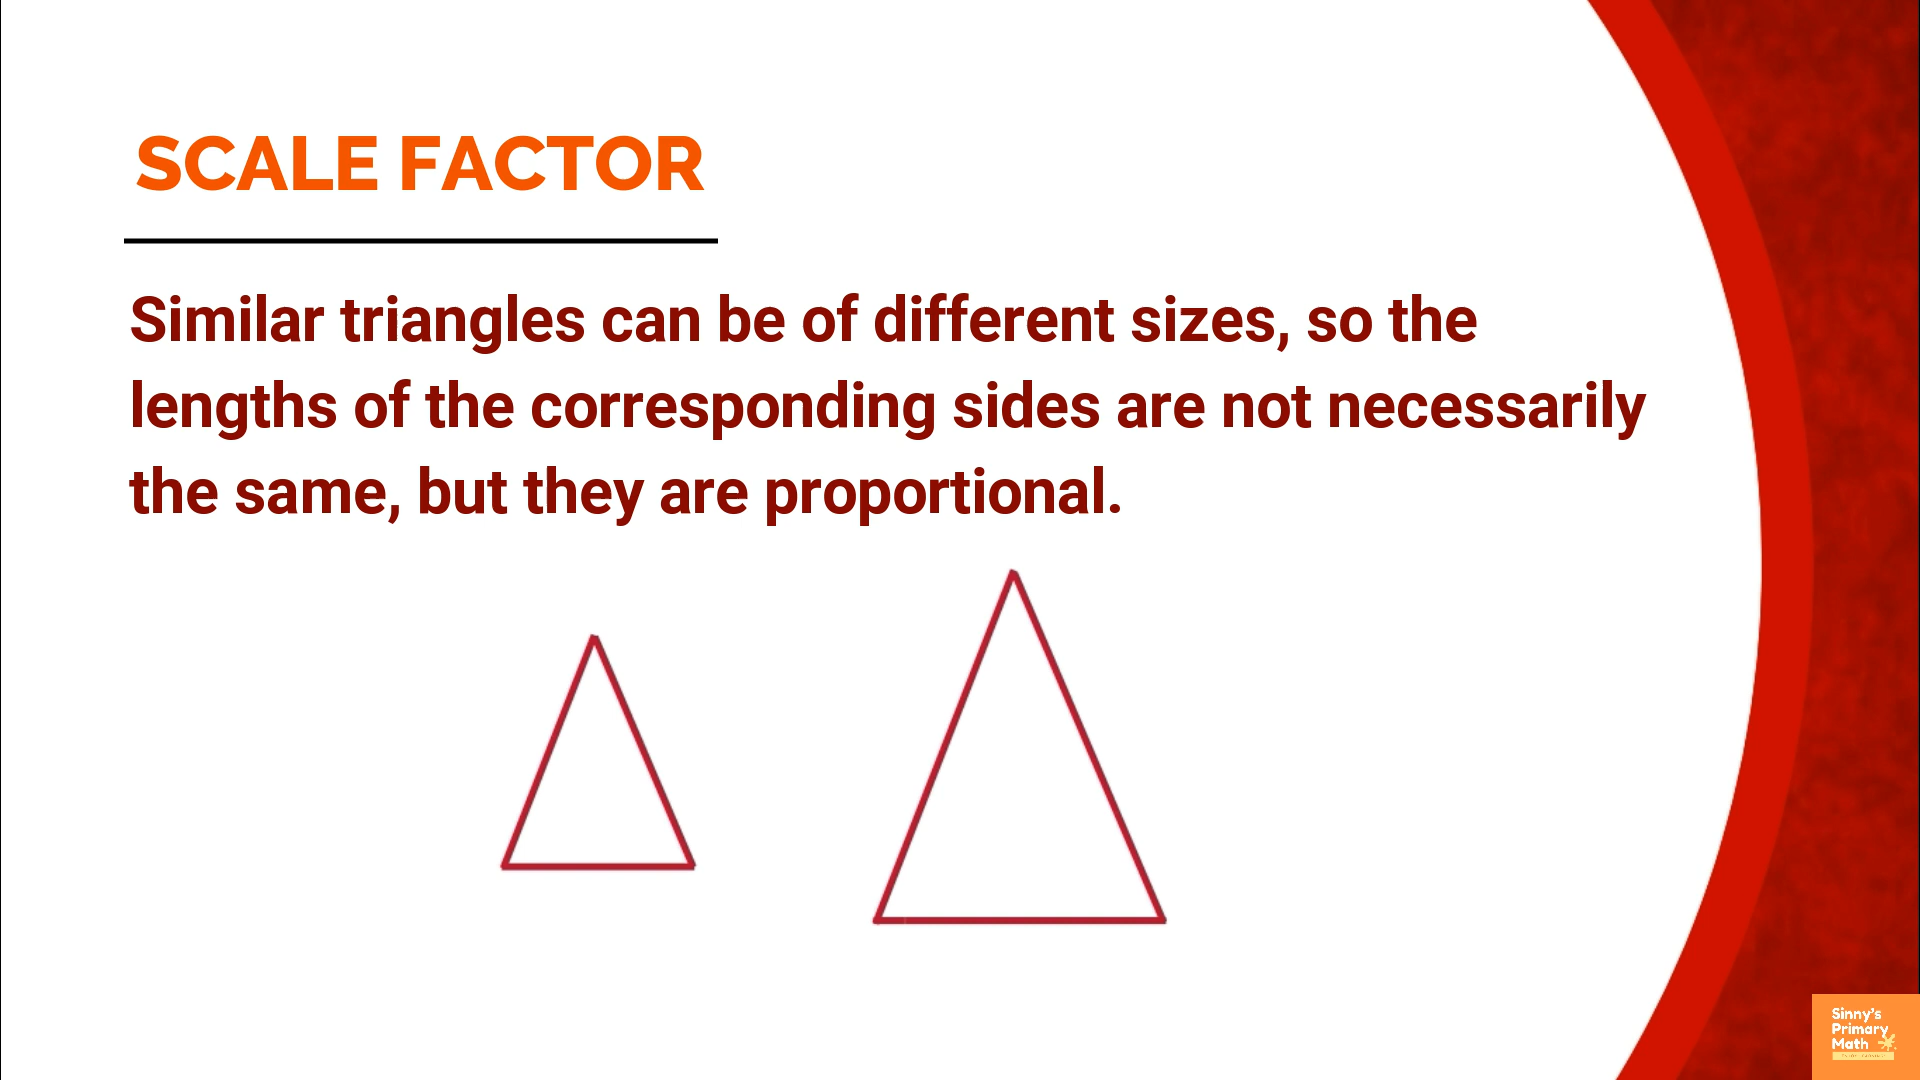 SCALE FACTOR
Similar triangles can be of different sizes, so the
lengths of the corresponding sides are not necessarily
the same, but they are proportional.
Sinny's
Primary
Math